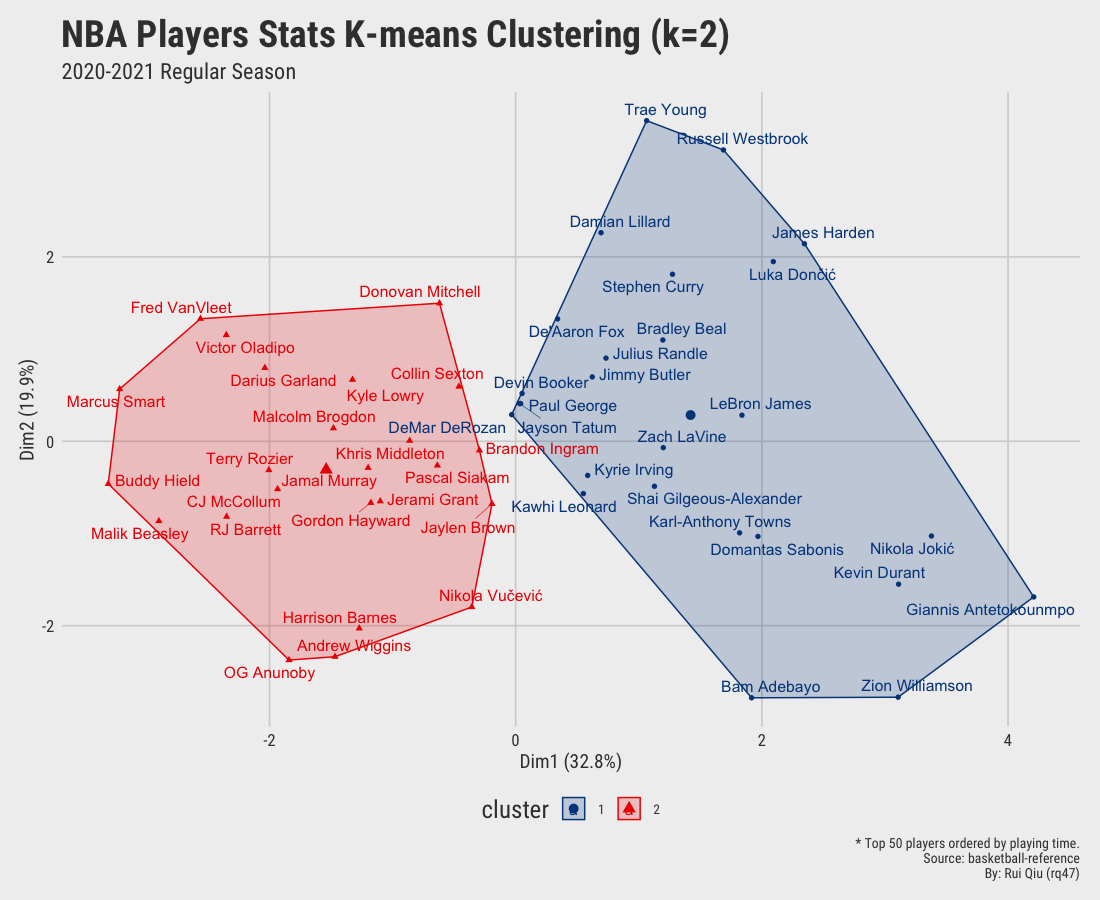 NBA Players Stats K-means Clustering (k=2)
2020-2021 Regular Season
Trae Young
Russell Westbrook
Damian Lillard
James Harden
2
Luka Dončić
Stephen Curry
Donovan Mitchell
Fred VanVleet
De'Aaron Fox
Bradley Beal
Victor Oladipo
Julius Randle
Darius Garland
Collin Sexton
Jimmy Butler
Devin Booker
Kyle Lowry
Marcus Smart
Paul George
LeBron James
Malcolm Brogdon
DeMar DeRozan
Jayson Tatum
Zach LaVine
0
Dim2 (19.9%)
Brandon Ingram
Khris Middleton
Terry Rozier
Kyrie Irving
Buddy Hield
Jamal Murray
Pascal Siakam
CJ McCollum
Jerami Grant
Shai Gilgeous-Alexander
Kawhi Leonard
Gordon Hayward
Karl-Anthony Towns
RJ Barrett
Jaylen Brown
Malik Beasley
Domantas Sabonis
Nikola Jokić
Kevin Durant
Nikola Vučević
Giannis Antetokounmpo
Harrison Barnes
-2
Andrew Wiggins
OG Anunoby
Bam Adebayo
Zion Williamson
-2
0
2
4
Dim1 (32.8%)
cluster
1
2
* Top 50 players ordered by playing time.
Source: basketball-reference
By: Rui Qiu (rq47)